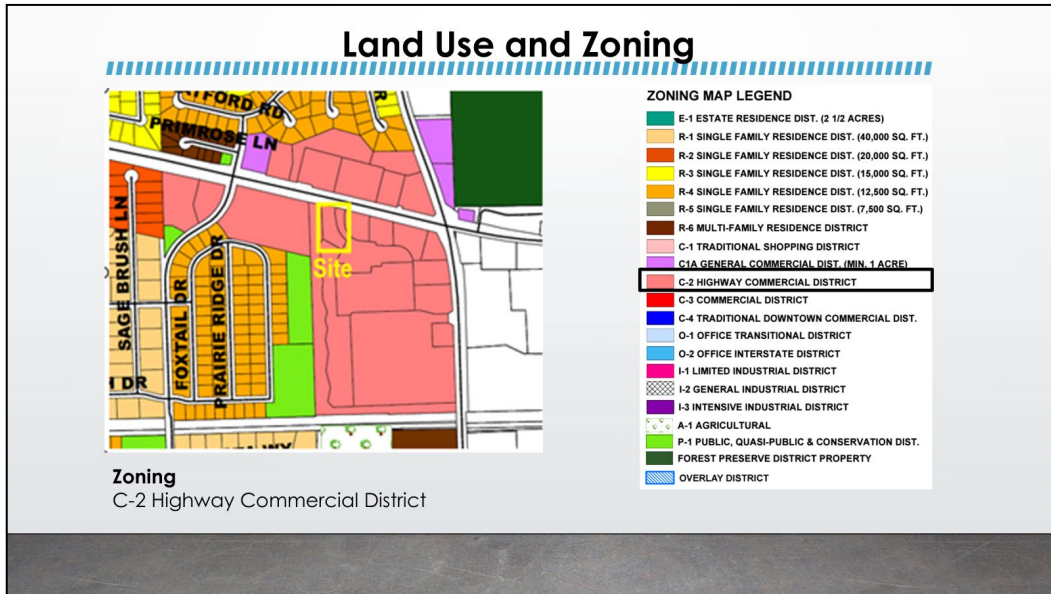 Land Use and Zoning
ATFORD RD
PRIMROSE LN
SAGE BRUSH LN
FOXTAIL DR
PRAIRIE RIDGE DR
Site
H DR
ZONING MAP LEGEND
E-1 ESTATE RESIDENCE DIST. (2 1/2 ACRES)
R-1 SINGLE FAMILY RESIDENCE DIST. (40,000 SQ. FT.)
R-2 SINGLE FAMILY RESIDENCE DIST. (20,000 SQ. FT.)
R-3 SINGLE FAMILY RESIDENCE DIST. (15,000 SQ. FT.)
R-4 SINGLE FAMILY RESIDENCE DIST. (12,500 SQ. FT.)
R-5 SINGLE FAMILY RESIDENCE DIST. (7,500 SQ. FT.)
R-6 MULTI-FAMILY RESIDENCE DISTRICT
C-1 TRADITIONAL SHOPPING DISTRICT
C1A GENERAL COMMERCIAL DIST. (MIN. 1 ACRE)
C-2 HIGHWAY COMMERCIAL DISTRICT
C-3 COMMERCIAL DISTRICT
C-4 TRADITIONAL DOWNTOWN COMMERCIAL DIST.
O-1 OFFICE TRANSITIONAL DISTRICT
O-2 OFFICE INTERSTATE DISTRICT
I-1 LIMITED INDUSTRIAL DISTRICT
I-2 GENERAL INDUSTRIAL DISTRICT
I-3 INTENSIVE INDUSTRIAL DISTRICT
A-1 AGRICULTURAL
P-1 PUBLIC, QUASI-PUBLIC & CONSERVATION DIST.
FOREST PRESERVE DISTRICT PROPERTY
OVERLAY DISTRICT
Zoning
C-2 Highway Commercial District